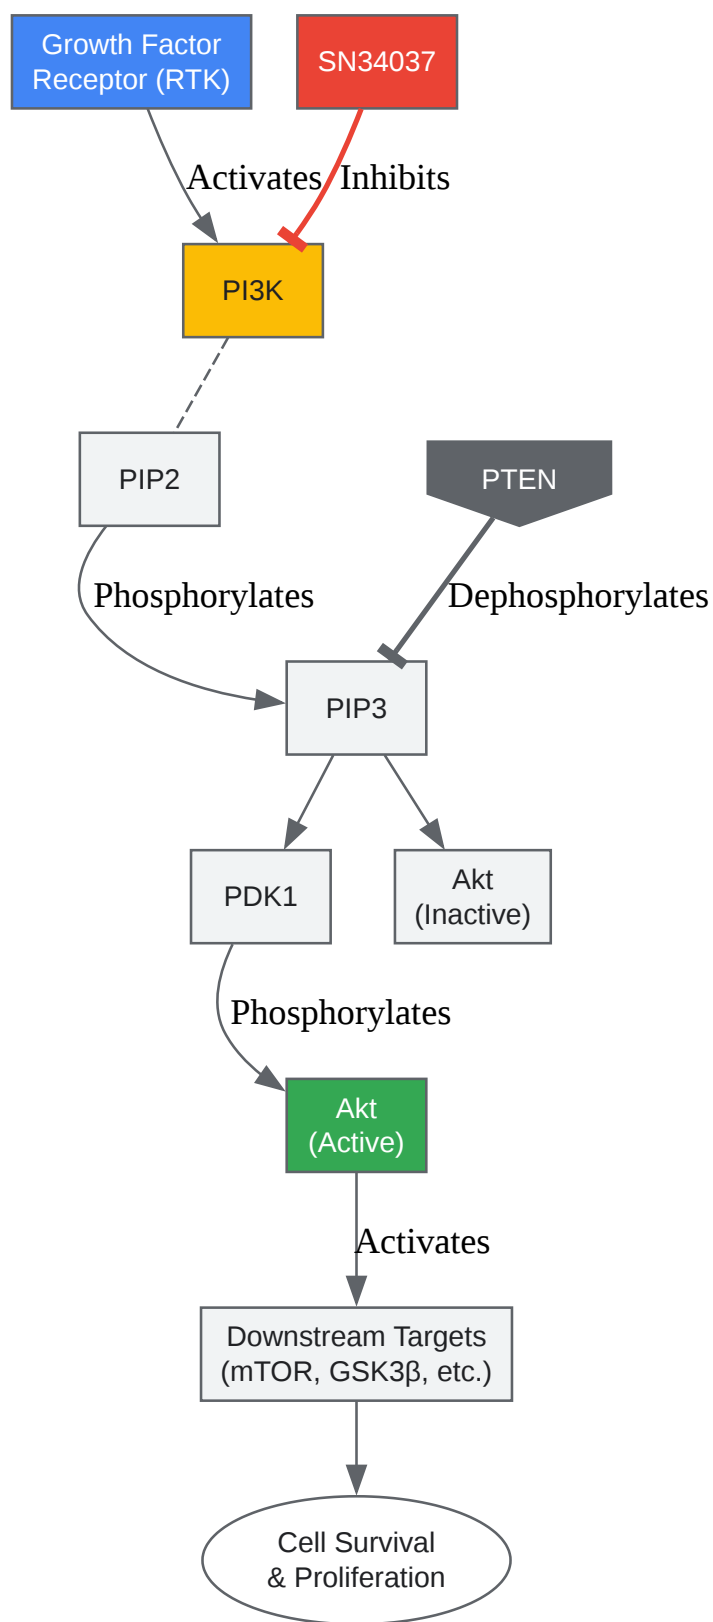 Growth Factor
Receptor (RTK)
SN34037
Activates
Inhibits
PI3K
PIP2
PTEN
Phosphorylates
Dephosphorylates
PIP3
PDK1
Akt
(Inactive)
Phosphorylates
Akt
(Active)
Activates
Downstream Targets
(mTOR, GSK3β, etc.)
Cell Survival
& Proliferation